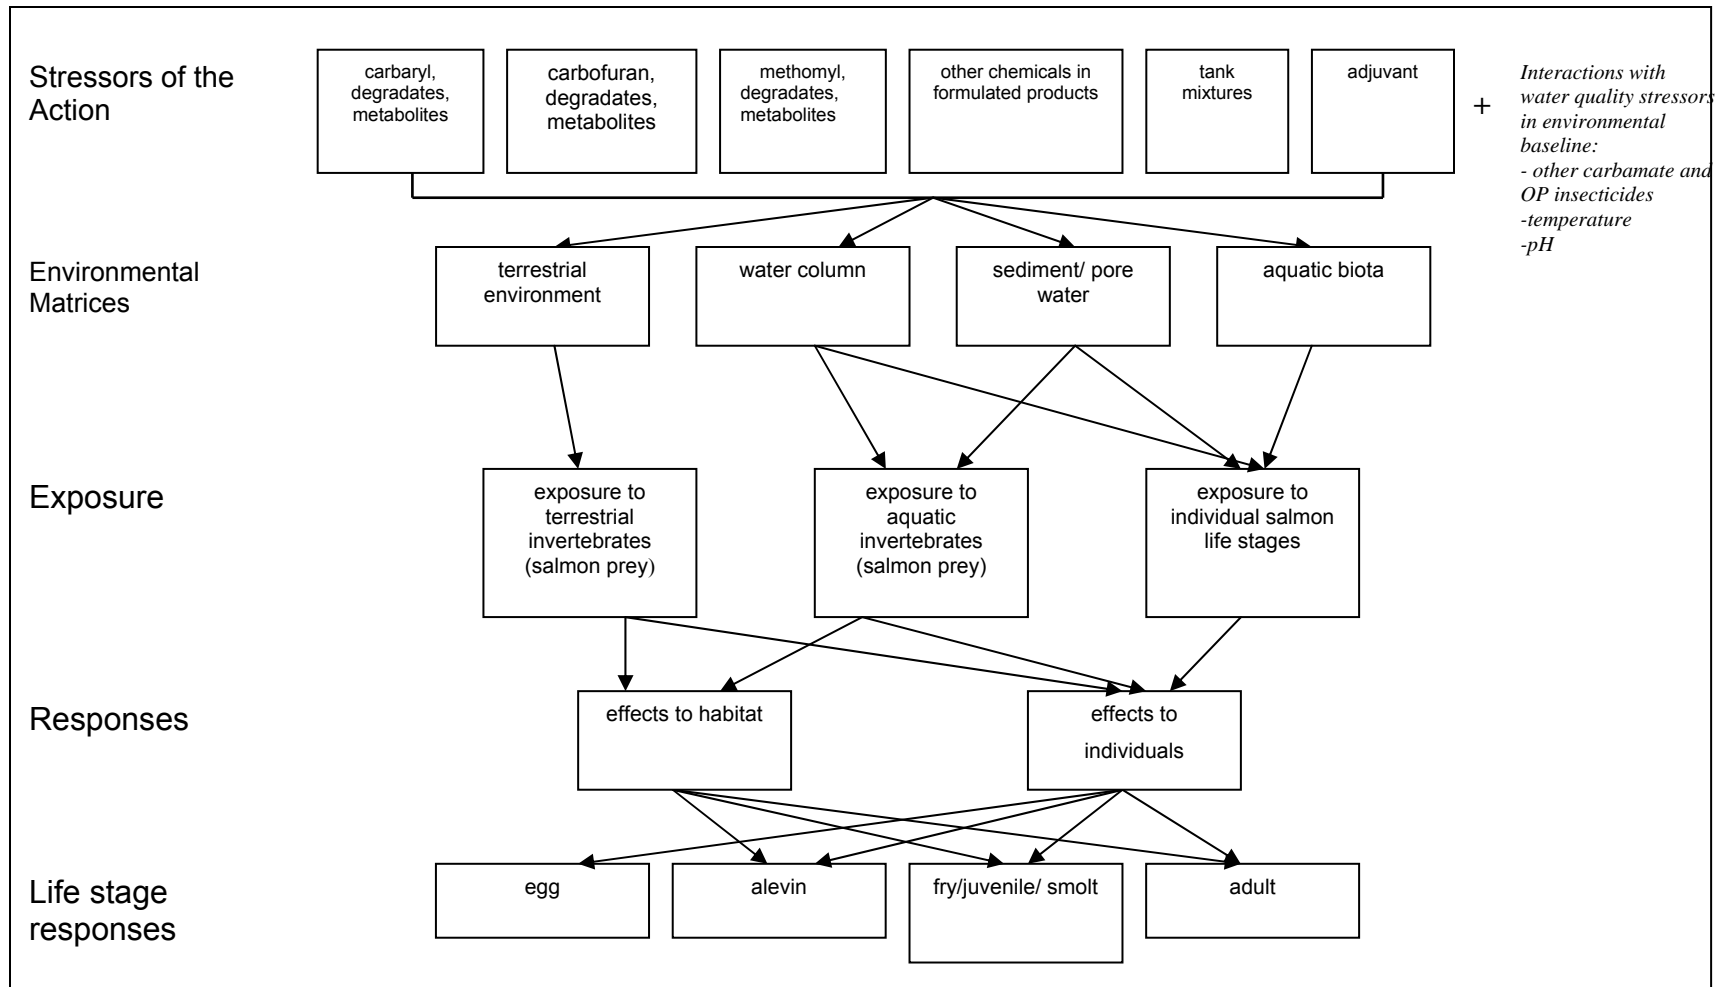 Stressors of the
Action
carbaryl,
degradates,
metabolites
carbofuran,
degradates,
metabolites
methomyl,
degradates,
metabolites
other chemicals in
formulated products
tank
mixtures
adjuvant
+
Interactions with
water quality stressors
in environmental
baseline:
- other carbamate and
OP insecticides
-temperature
-pH
Environmental
Matrices
terrestrial
environment
water column
sediment/ pore
water
aquatic biota
Exposure
exposure to
terrestrial
invertebrates
(salmon prey)
exposure to
aquatic
invertebrates
(salmon prey)
exposure to
individual salmon
life stages
Responses
effects to habitat
effects to
individuals
Life stage
responses
egg
alevin
fry/juvenile/ smolt
adult